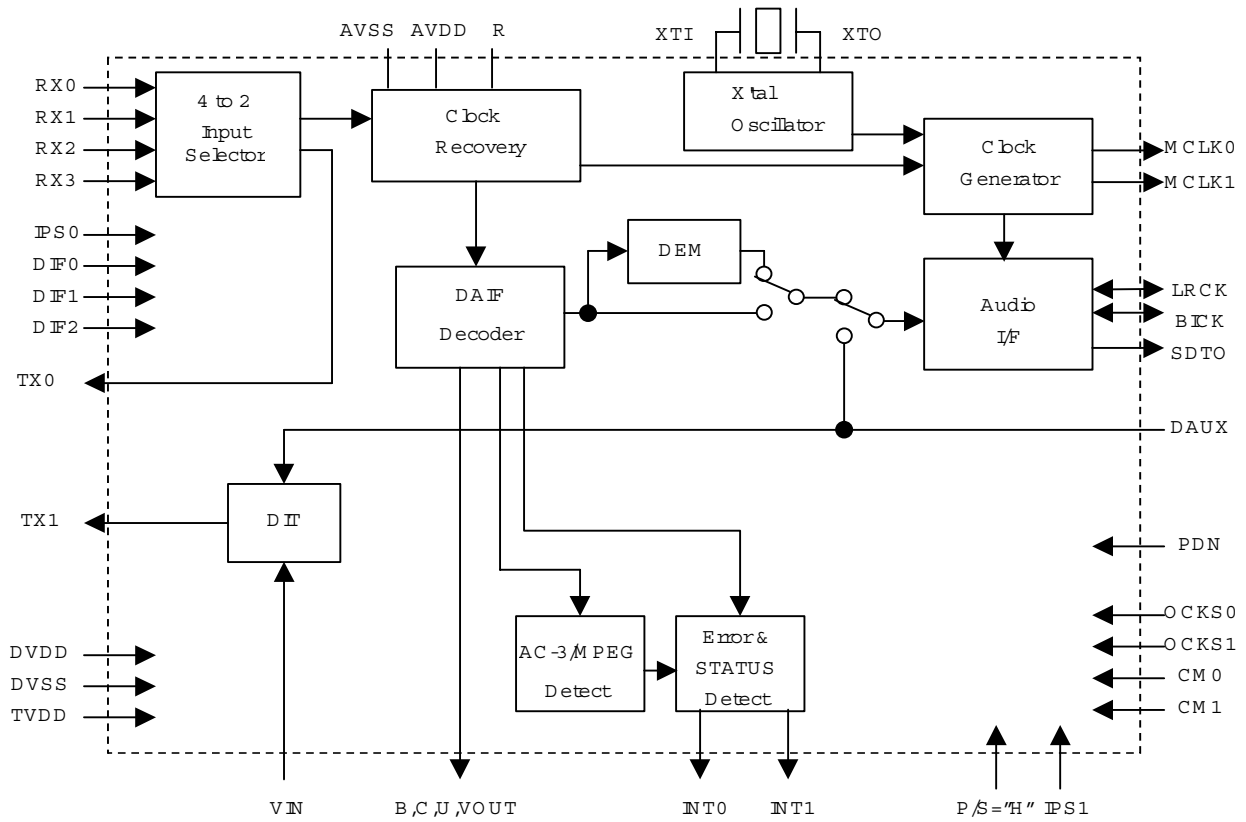 AVSS AVDD R
XTI XTO
RX0
RX1
RX2
RX3
4 to 2
Input
Selector
Clock
Recovery
X'tal
Oscillator
Clock
Generator
MCLK0
MCLK1
IPS0
DIF0
DIF1
DIF2
DEM
DAIF
Decoder
Audio
I/F
LRCK
BICK
SDTO
TX0
DAUX
TX1
DIT
PDN
AC-3/MPEG
Detect
Error &
STATUS
Detect
OCKS0
OCKS1
CM0
CM1
DVDD
DVSS
TVDD
VIN
B,C,U,VOUT
INT0
INT1
P/S="H"
IPS1